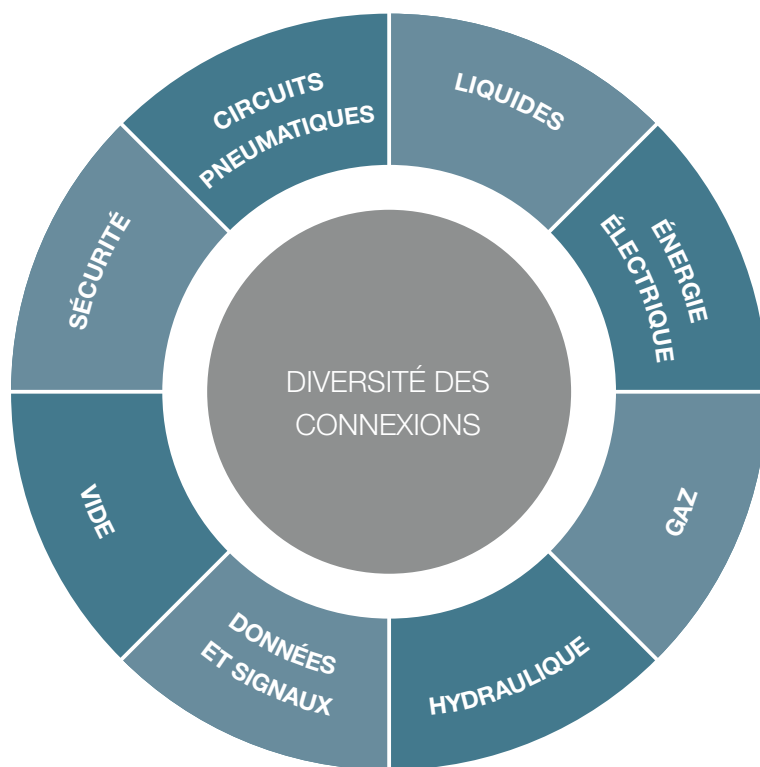 CIRCUITS
PNEUMATIQUES
LIQUIDES
ÉNERGIE
ÉLECTRIQUE
GAZ
HYDRAULIQUE
DONNÉES
ET SIGNAUX
VIDE
SÉCURITÉ
DIVERSITÉ DES
CONNEXIONS